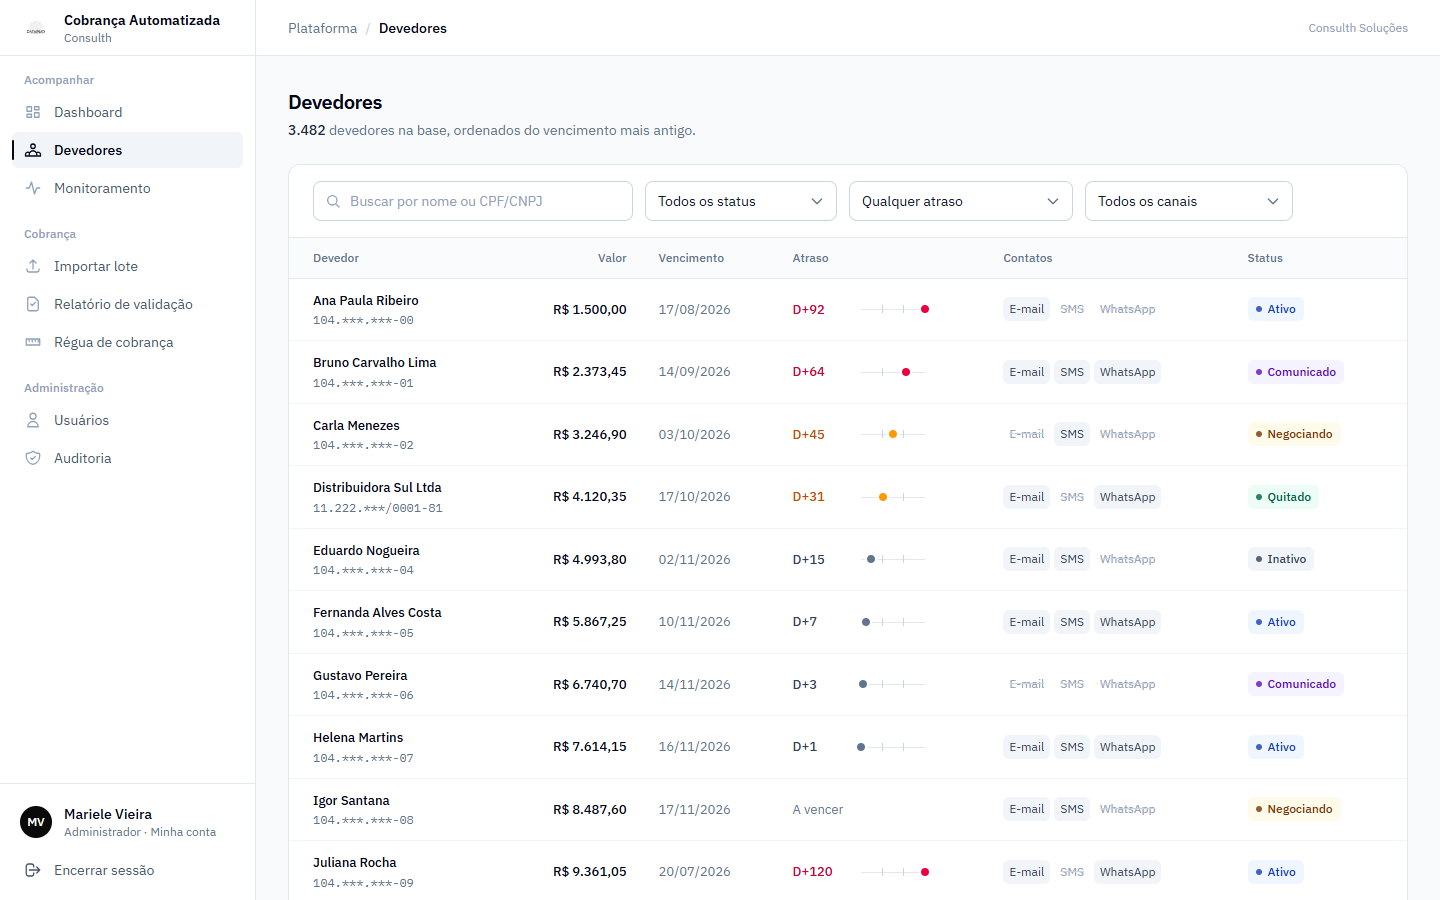 Cobrança Automatizada
Consulth
Plataforma / Devedores
Consulth Soluções
Acompanhar
Dashboard
Devedores
Monitoramento
Cobrança
Importar lote
Relatório de validação
Régua de cobrança
Administração
Usuários
Auditoria
Mariele Vieira
MV
Administrador · Minha conta
Encerrar sessão
Devedores
3.482 devedores na base, ordenados do vencimento mais antigo.
Buscar por nome ou CPF/CNPJ
Todos os status
Qualquer atraso
Todos os canais
Devedor Valor Vencimento Atraso Contatos Status
Ana Paula Ribeiro
104.***.***-00
R$ 1.500,00 17/08/2026 D+92 E-mail SMS WhatsApp Ativo
Bruno Carvalho Lima
104.***.***-01
R$ 2.373,45 14/09/2026 D+64 E-mail SMS WhatsApp Comunicado
Carla Menezes
104.***.***-02
R$ 3.246,90 03/10/2026 D+45 E-mail SMS WhatsApp Negociando
Distribuidora Sul Ltda
11.222.***/0001-81
R$ 4.120,35 17/10/2026 D+31 E-mail SMS WhatsApp Quitado
Eduardo Nogueira
104.***.***-04
R$ 4.993,80 02/11/2026 D+15 E-mail SMS WhatsApp Inativo
Fernanda Alves Costa
104.***.***-05
R$ 5.867,25 10/11/2026 D+7 E-mail SMS WhatsApp Ativo
Gustavo Pereira
104.***.***-06
R$ 6.740,70 14/11/2026 D+3 E-mail SMS WhatsApp Comunicado
Helena Martins
104.***.***-07
R$ 7.614,15 16/11/2026 D+1 E-mail SMS WhatsApp Ativo
Igor Santana
104.***.***-08
R$ 8.487,60 17/11/2026 A vencer E-mail SMS WhatsApp Negociando
Juliana Rocha
104.***.***-09
R$ 9.361,05 20/07/2026 D+120 E-mail SMS WhatsApp Ativo